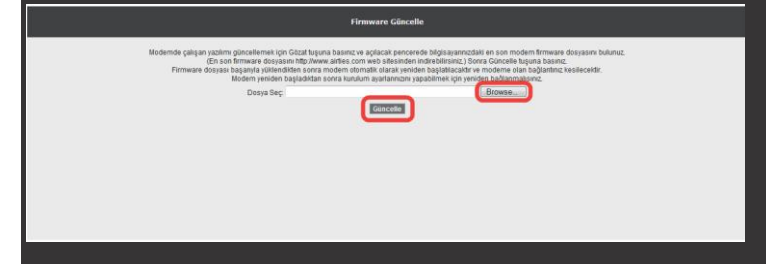 Firmware Güncelle
Modemde çalışan yazılımı güncellemek için Gözat tuşuna basınız ve açılacak pencerede bilgisayarınızdaki en son modem firmware dosyasını bulunuz.
(En son firmware dosyasını http://www.airties.com web sitesinden indirebilirsiniz.) Sonra Güncelle tuşuna basınız.
Firmware dosyası başarıyla yüklendikten sonra modem otomatik olarak yeniden başlatılacaktır ve modeme olan bağlantınız kesilecektir.
Modem yeniden başladıktan sonra kurulum ayarlarınızını yapabilmek için yeniden bağlanmalısınız.
Dosya Seç: Browse...
Güncelle